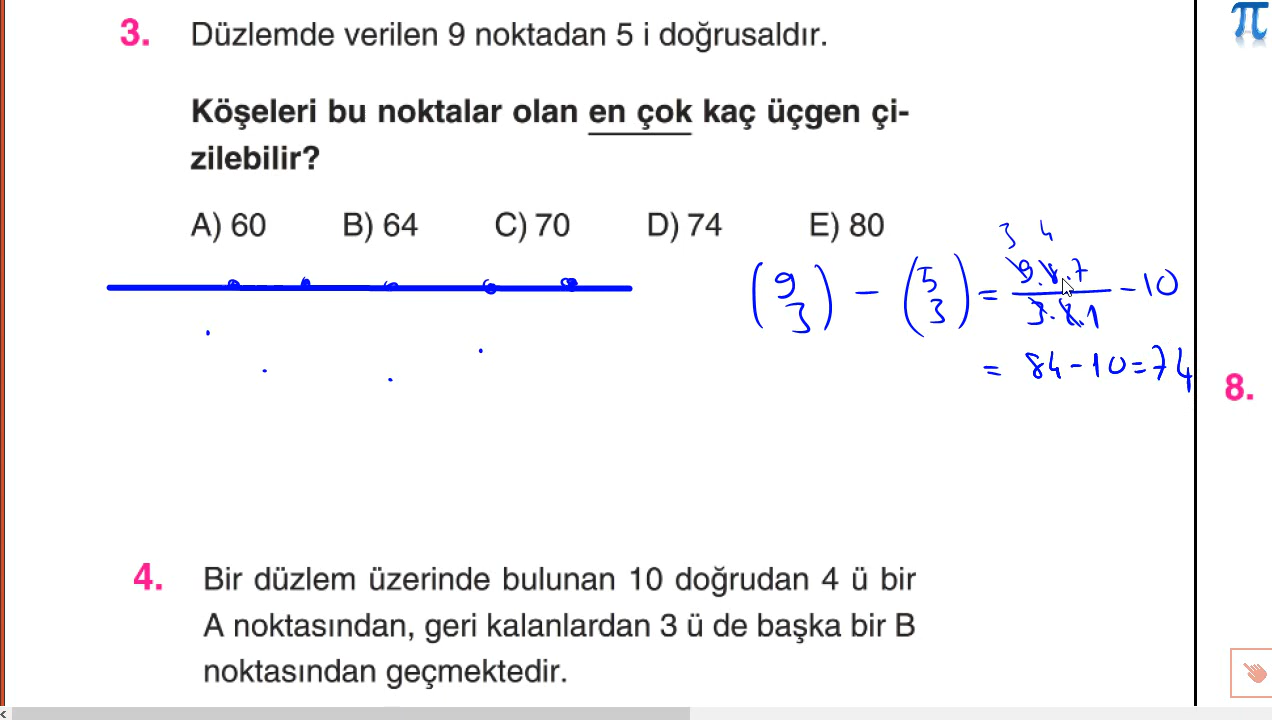 3. Düzlemde verilen 9 noktadan 5 i doğrusaldır.
Köşeleri bu noktalar olan en çok kaç üçgen çi-
zilebilir?
A) 60 B) 64 C) 70 D) 74 E) 80
3 4
(9 3) - (5 3) = 9.8.7 / 3.2.1 - 10
= 84 - 10 = 74
4. Bir düzlem üzerinde bulunan 10 doğrudan 4 ü bir
A noktasından, geri kalanlardan 3 ü de başka bir B
noktasından geçmektedir.
π
8.